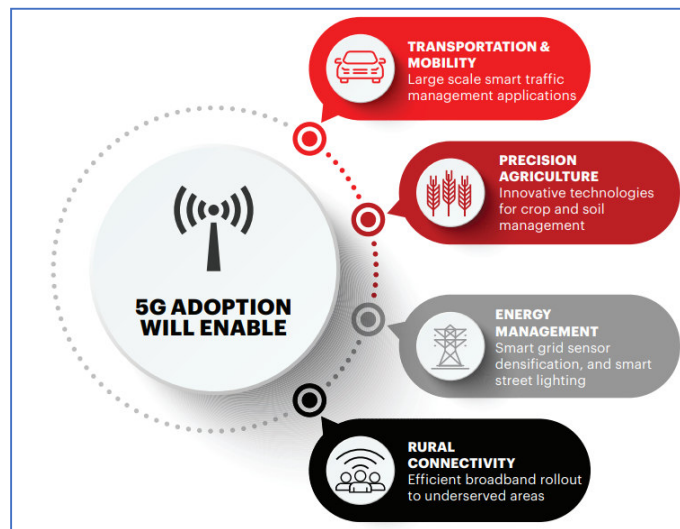 TRANSPORTATION &
MOBILITY
Large scale smart traffic
management applications
PRECISION
AGRICULTURE
Innovative technologies
for crop and soil
management
5G ADOPTION
WILL ENABLE
ENERGY
MANAGEMENT
Smart grid sensor
densification, and smart
street lighting
RURAL
CONNECTIVITY
Efficient broadband rollout
to underserved areas